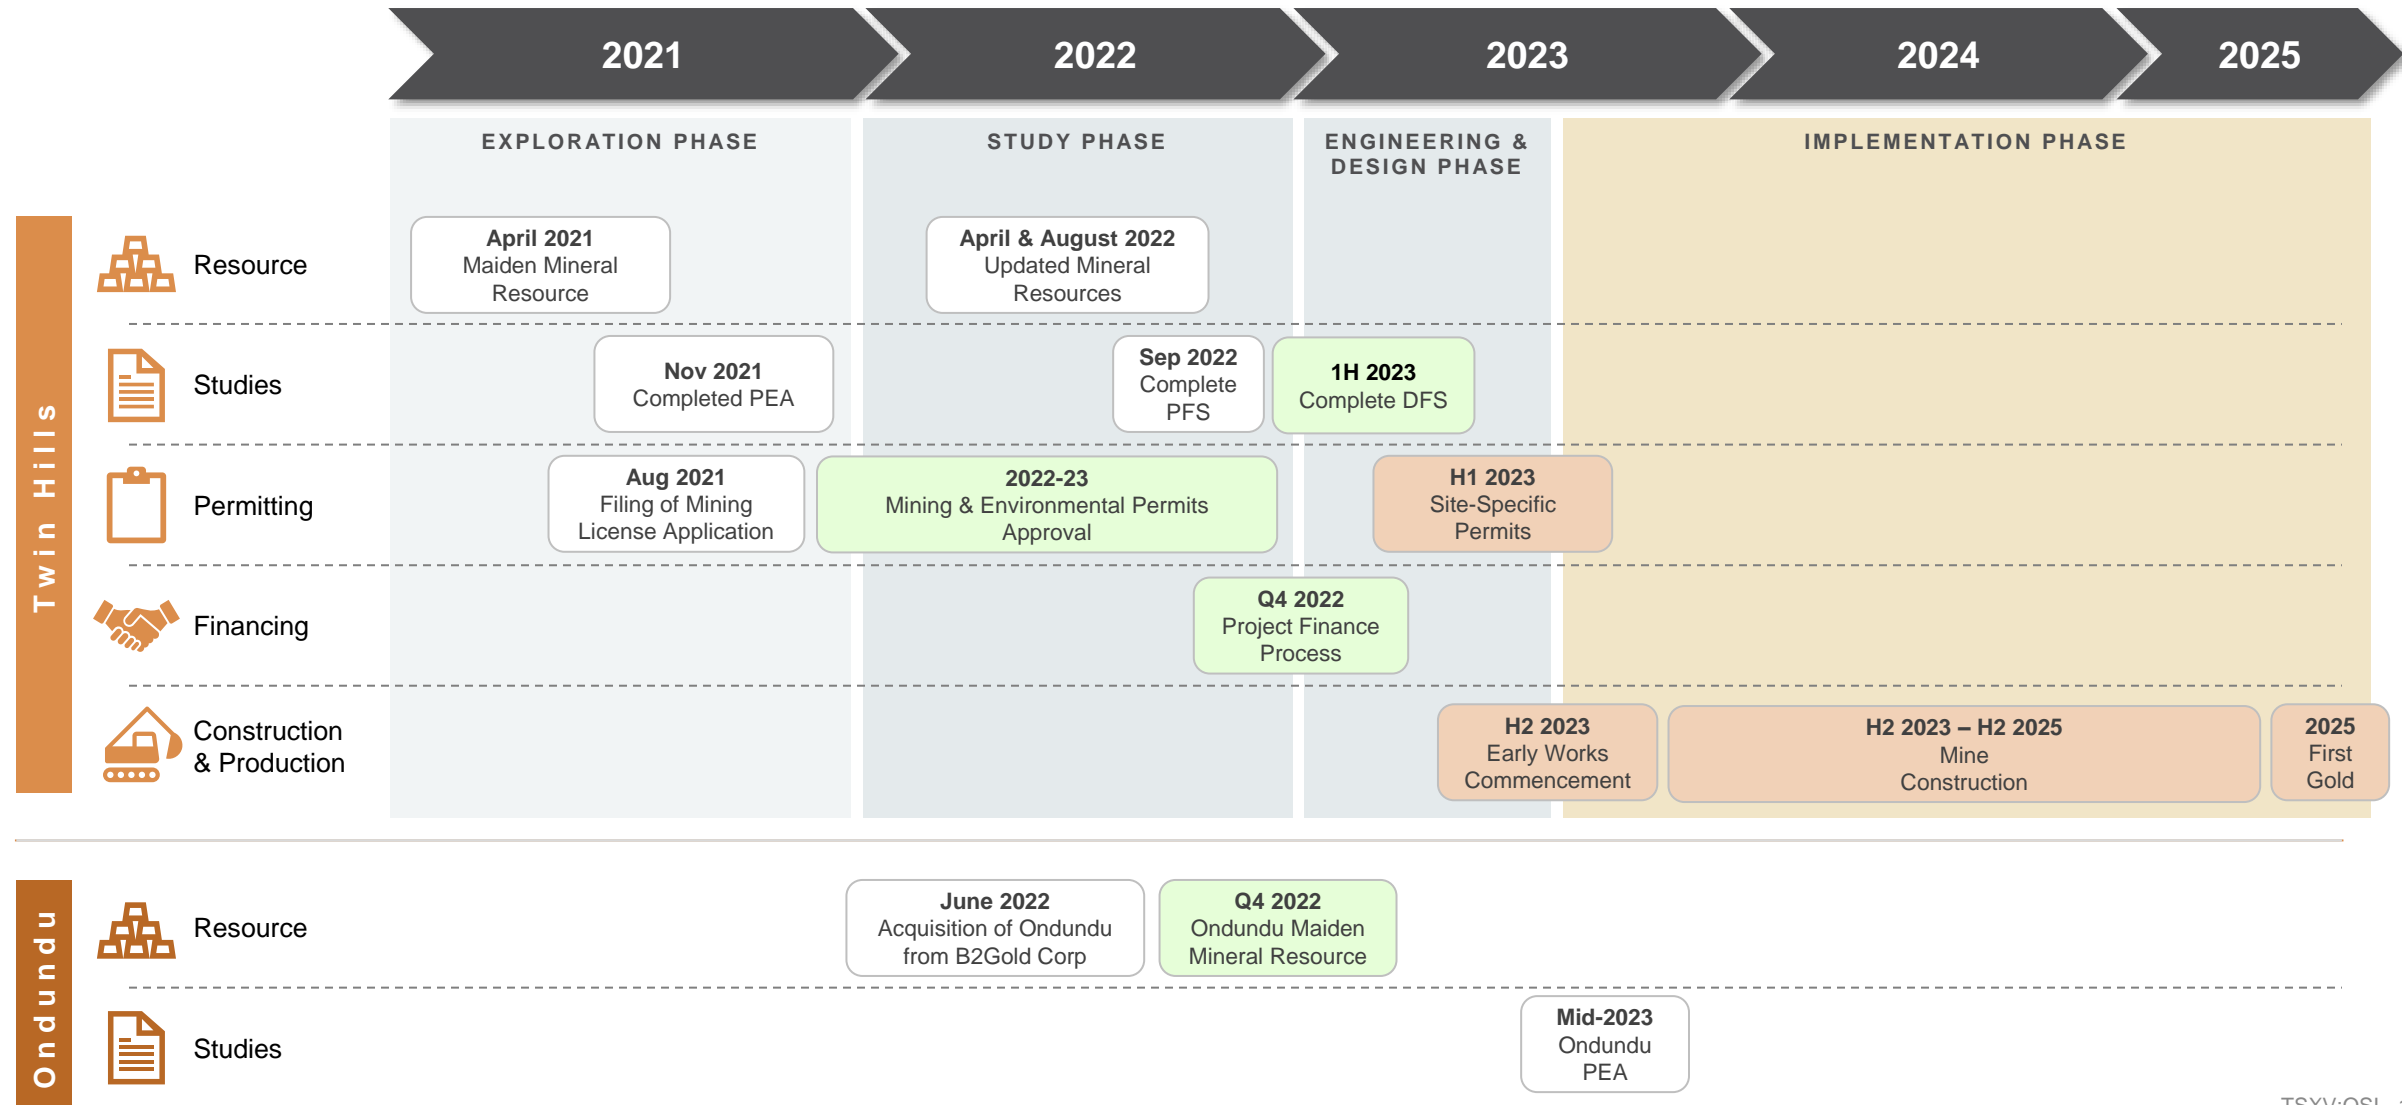 2021
2022
2023
2024
2025
EXPLORATION PHASE
STUDY PHASE
ENGINEERING &
DESIGN PHASE
IMPLEMENTATION PHASE
Twin Hills
Resource
April 2021
Maiden Mineral
Resource
April & August 2022
Updated Mineral
Resources
Studies
Nov 2021
Completed PEA
Sep 2022
Complete
PFS
1H 2023
Complete DFS
Permitting
Aug 2021
Filing of Mining
License Application
2022-23
Mining & Environmental Permits
Approval
H1 2023
Site-Specific
Permits
Financing
Q4 2022
Project Finance
Process
Construction
& Production
H2 2023
Early Works
Commencement
H2 2023 – H2 2025
Mine
Construction
2025
First
Gold
Ondundu
Resource
June 2022
Acquisition of Ondundu
from B2Gold Corp
Q4 2022
Ondundu Maiden
Mineral Resource
Studies
Mid-2023
Ondundu
PEA